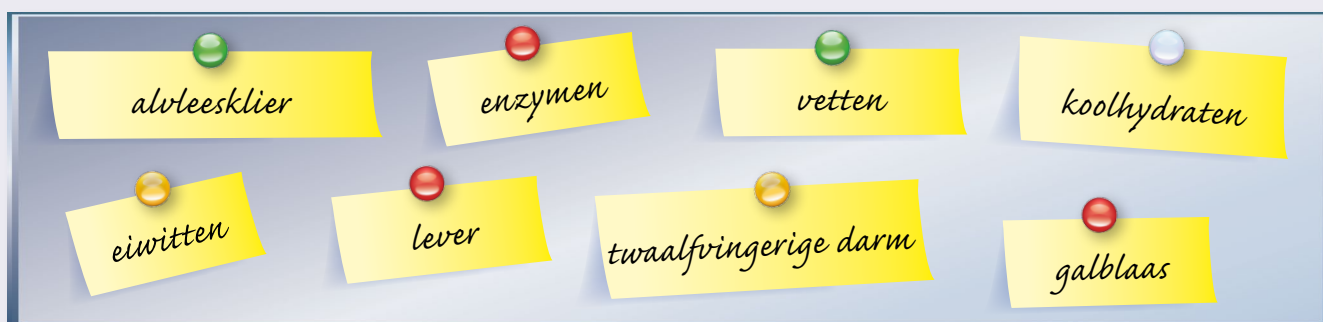 alvleesklier
enzymen
vetten
koolhydraten
eiwitten
lever
twaalfvingerige darm
galblaas